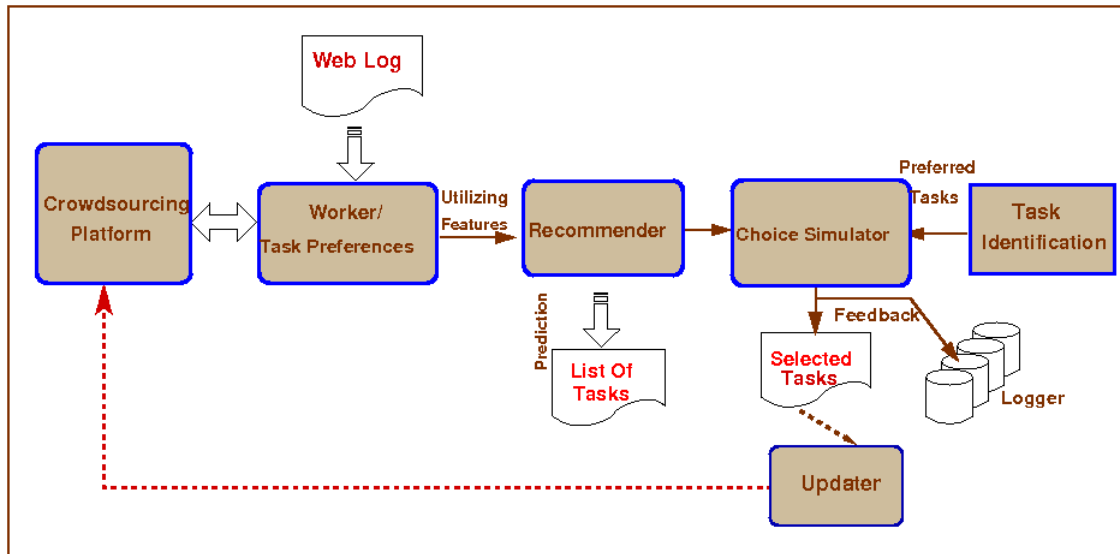 Web Log
Crowdsourcing
Platform
Worker/
Task Preferences
Utilizing
Features
Recommender
Choice Simulator
Preferred
Tasks
Task
Identification
Prediction
List Of
Tasks
Selected
Tasks
Feedback
Logger
Updater